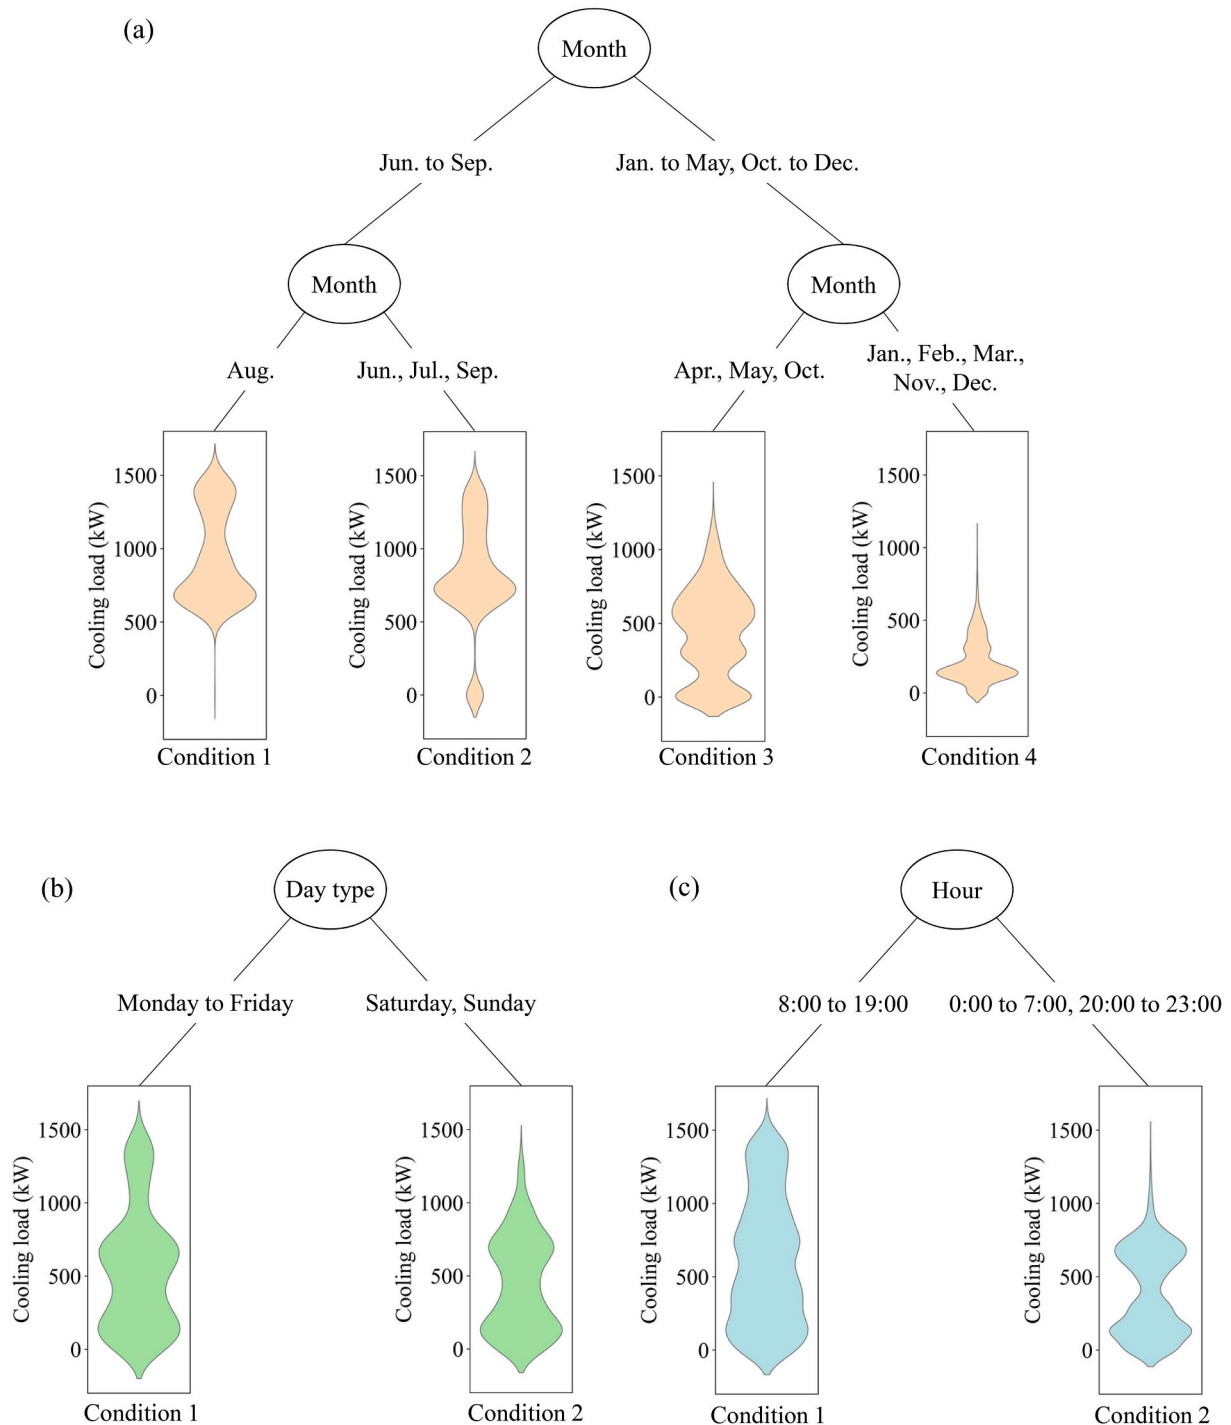 (a)
Month
Jun. to Sep.
Jan. to May, Oct. to Dec.
Month
Month
Aug.
Jun., Jul., Sep.
Apr., May, Oct.
Jan., Feb., Mar.,
Nov., Dec.
Cooling load (kW)
1500
1000
500
0
Condition 1
Cooling load (kW)
1500
1000
500
0
Condition 2
Cooling load (kW)
1500
1000
500
0
Condition 3
Cooling load (kW)
1500
1000
500
0
Condition 4
(b)
Day type
Monday to Friday
Saturday, Sunday
Cooling load (kW)
1500
1000
500
0
Condition 1
Cooling load (kW)
1500
1000
500
0
Condition 2
(c)
Hour
8:00 to 19:00
0:00 to 7:00, 20:00 to 23:00
Cooling load (kW)
1500
1000
500
0
Condition 1
Cooling load (kW)
1500
1000
500
0
Condition 2